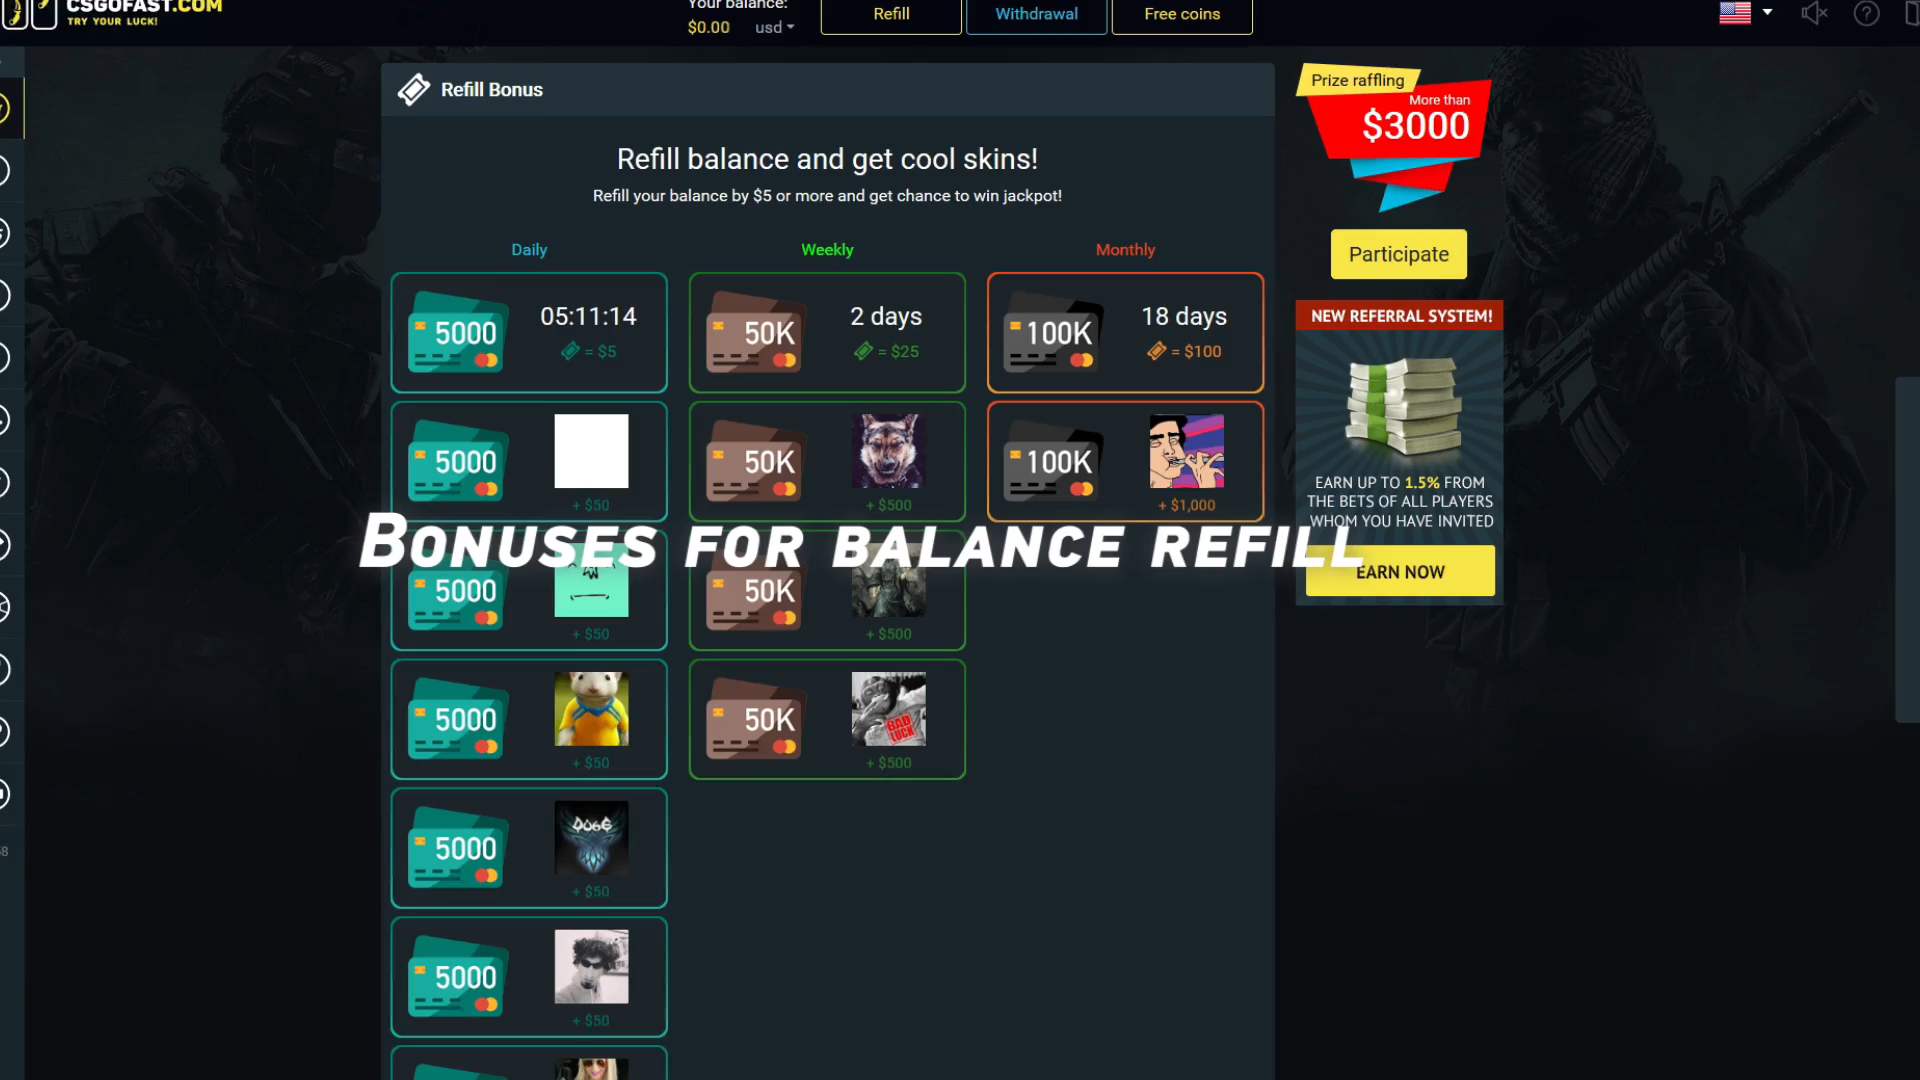 CSGOFAST.COM
TRY YOUR LUCK!
Your balance:
$0.00 usd
Refill
Withdrawal
Free coins
Refill Bonus
Refill balance and get cool skins!
Refill your balance by $5 or more and get chance to win jackpot!
Daily
Weekly
Monthly
5000
05:11:14
= $5
50K
2 days
= $25
100K
18 days
= $100
5000
+ $50
50K
+ $500
100K
+ $1,000
BONUSES FOR BALANCE REFILL
5000
+ $50
50K
+ $500
5000
+ $50
50K
BAD LUCK
+ $500
5000
+ $50
5000
+ $50
Prize raffling
More than
$3000
Participate
NEW REFERRAL SYSTEM!
EARN UP TO 1.5% FROM
THE BETS OF ALL PLAYERS
WHOM YOU HAVE INVITED
EARN NOW